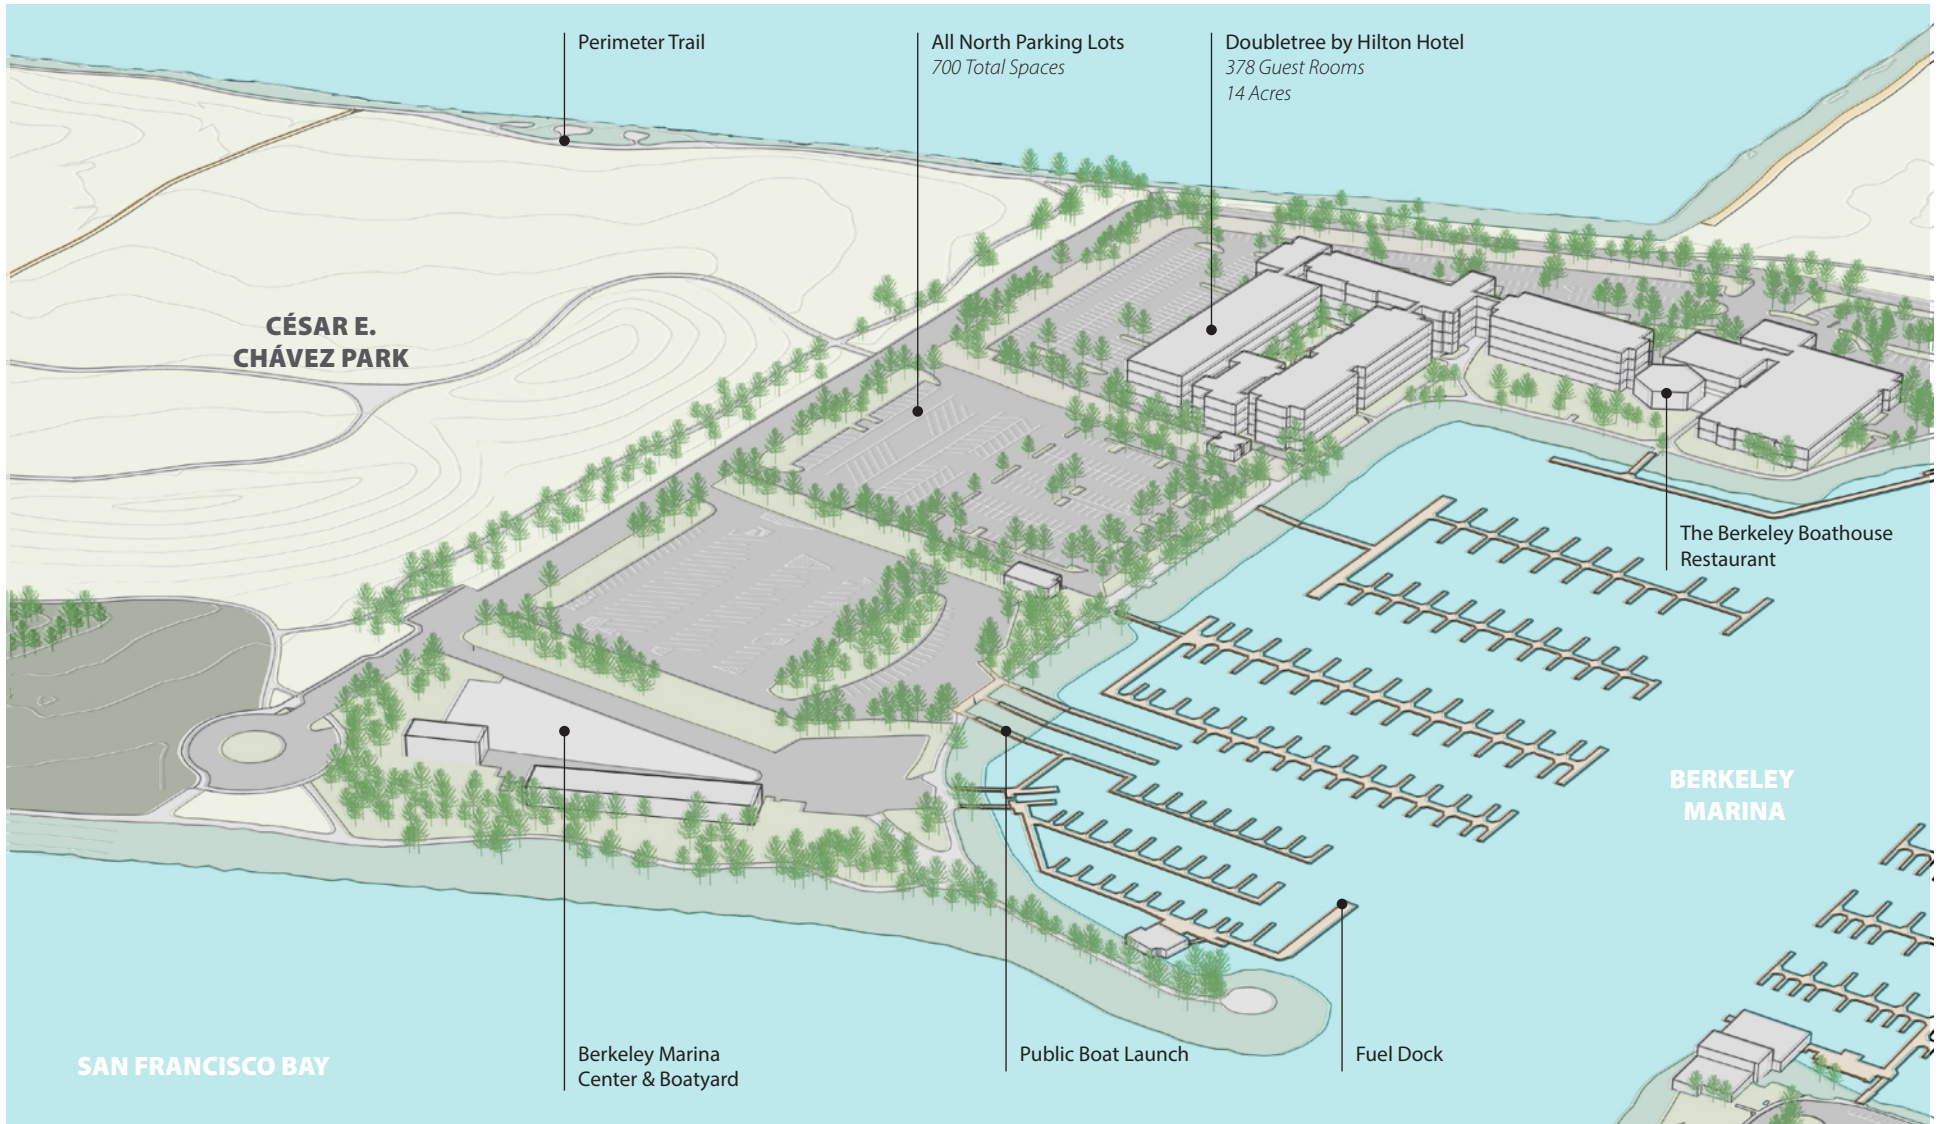 Perimeter Trail
All North Parking Lots
700 Total Spaces
Doubletree by Hilton Hotel
378 Guest Rooms
14 Acres
CÉSAR E.
CHÁVEZ PARK
The Berkeley Boathouse
Restaurant
BERKELEY
MARINA
SAN FRANCISCO BAY
Berkeley Marina
Center & Boatyard
Public Boat Launch
Fuel Dock